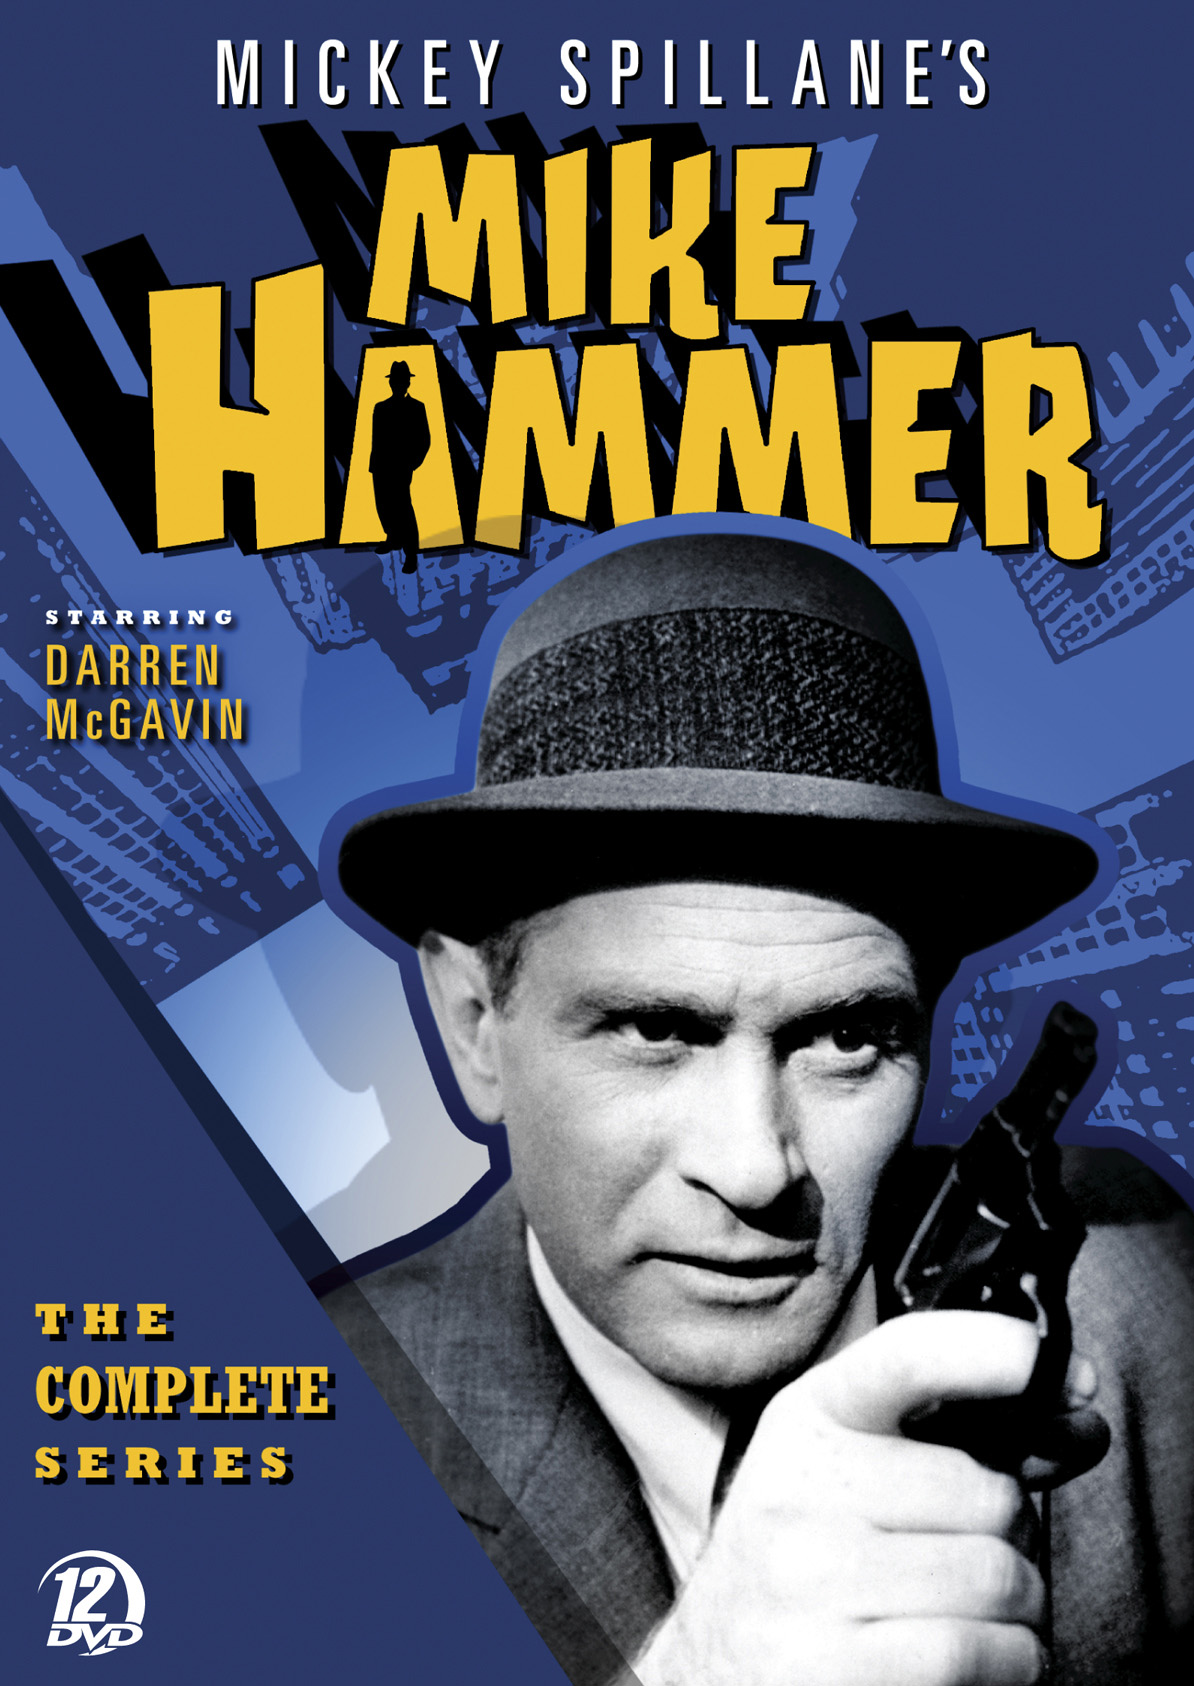 MICKEY SPILLANE'S
MIKE
HAMMER
STARRING
DARREN
McGAVIN
THE
COMPLETE
SERIES
12
DVD